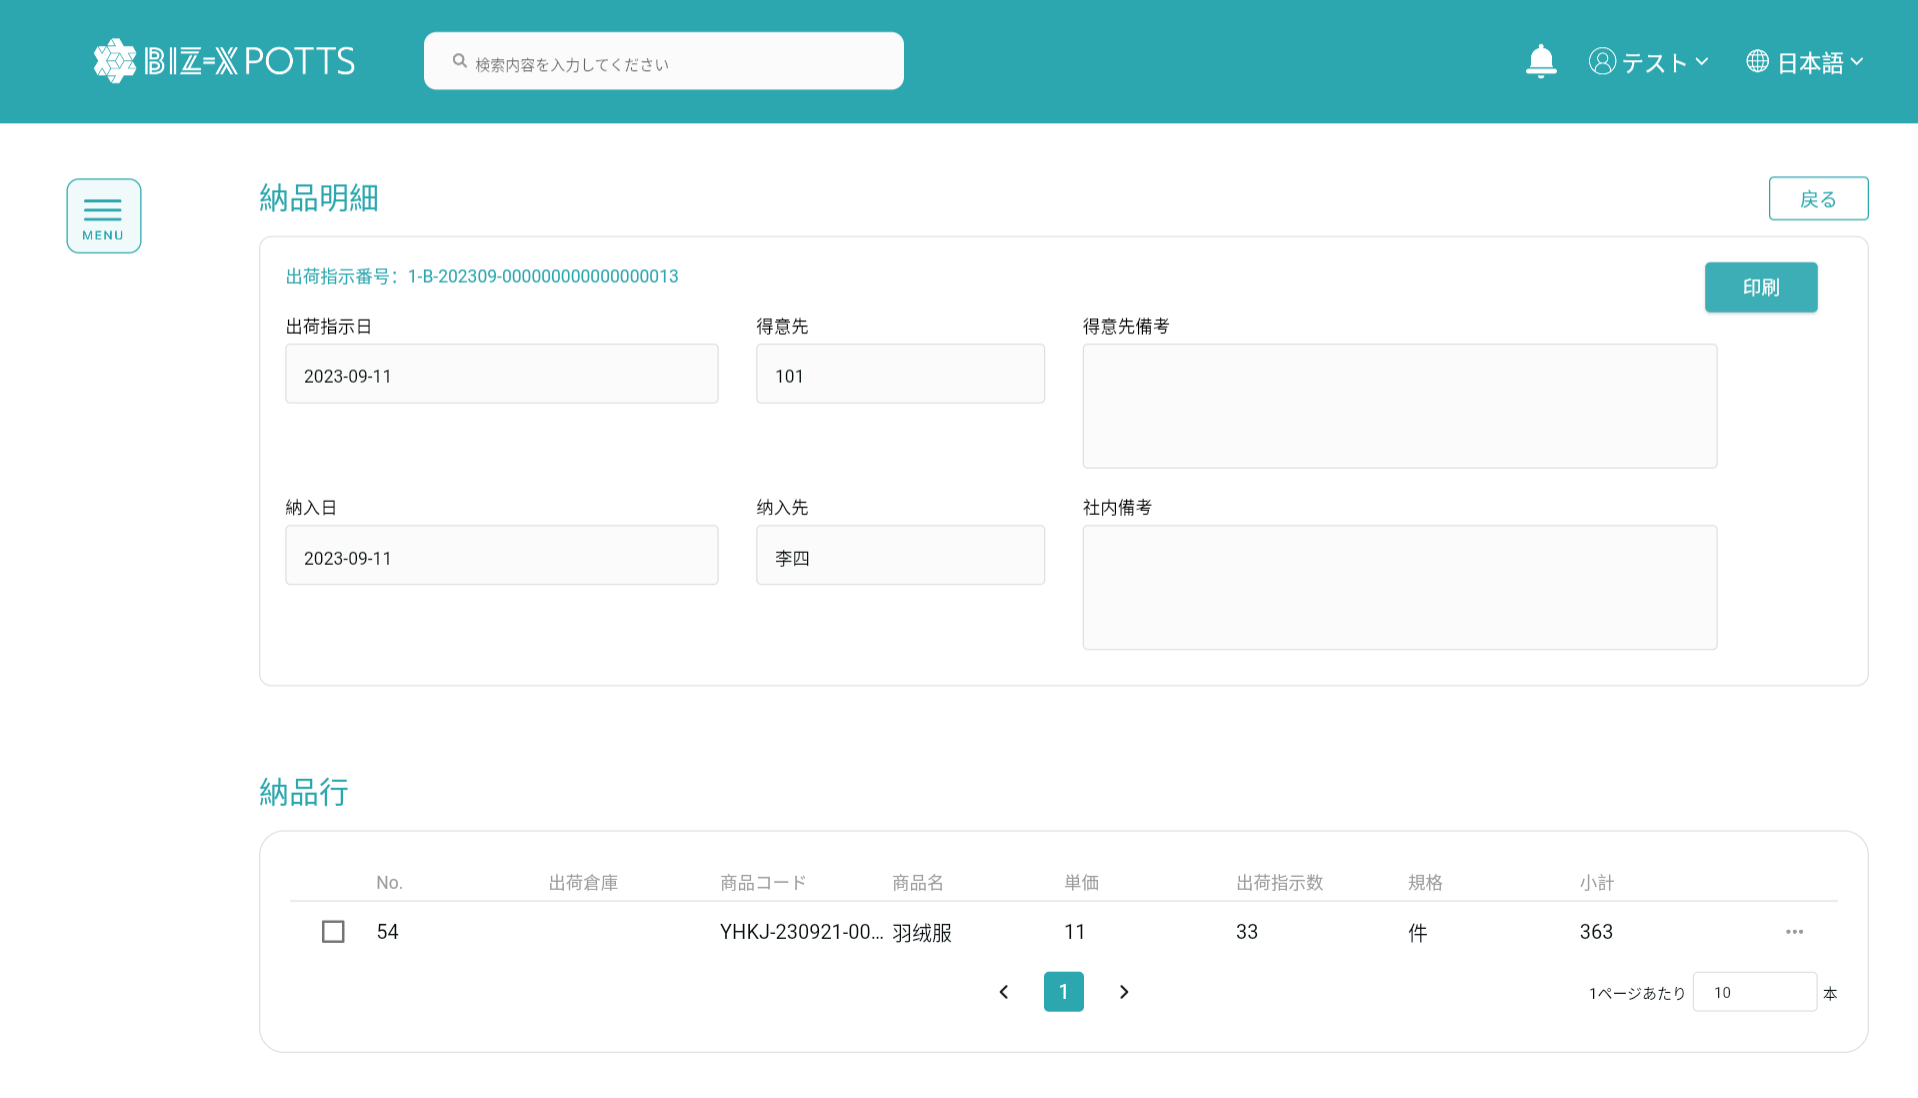 BIZ=X POTTS
検索内容を入力してください
テスト
日本語
MENU
納品明細
戻る
出荷指示番号：1-B-202309-000000000000000013
印刷
出荷指示日
得意先
得意先備考
2023-09-11
101
納入日
纳入先
社内備考
2023-09-11
李四
納品行
No.
出荷倉庫
商品コード
商品名
単価
出荷指示数
規格
小計
54
YHKJ-230921-00...
羽绒服
11
33
件
363
1
1ページあたり
10
本